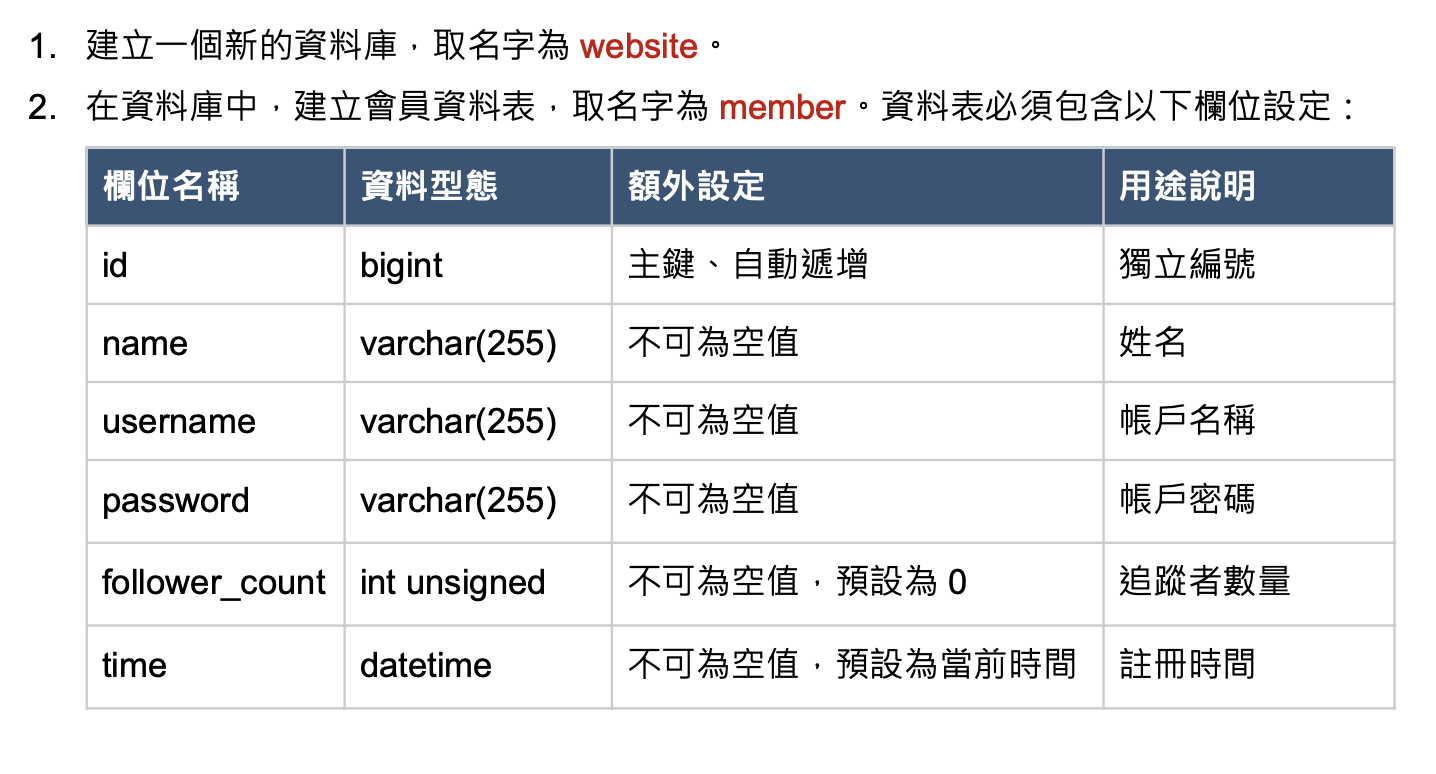 1. 建立一個新的資料庫，取名字為 website。
2. 在資料庫中，建立會員資料表，取名字為 member。資料表必須包含以下欄位設定：
欄位名稱 資料型態 額外設定 用途說明
id bigint 主鍵、自動遞增 獨立編號
name varchar(255) 不可為空值 姓名
username varchar(255) 不可為空值 帳戶名稱
password varchar(255) 不可為空值 帳戶密碼
follower_count int unsigned 不可為空值，預設為 0 追蹤者數量
time datetime 不可為空值，預設為當前時間 註冊時間